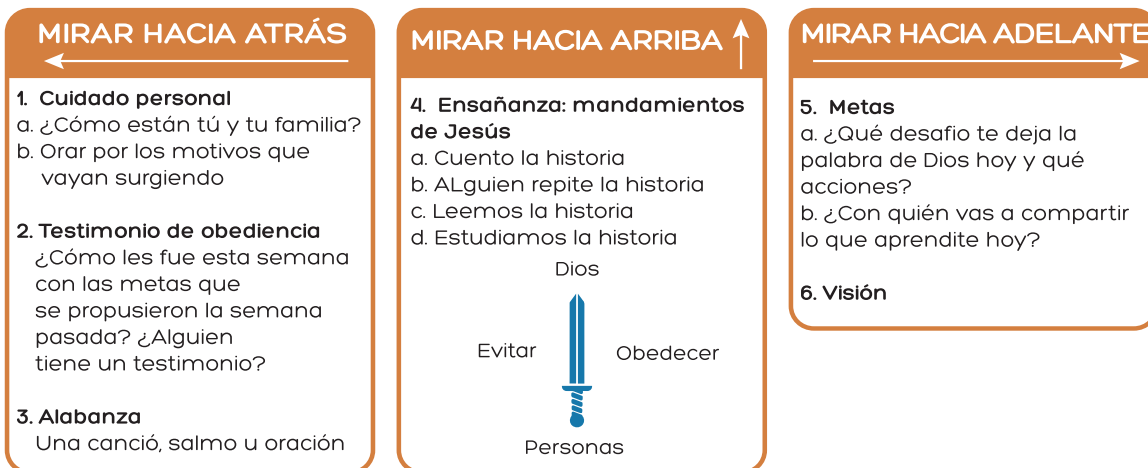 MIRAR HACIA ATRÁS
1. Cuidado personal
a. ¿Cómo están tú y tu familia?
b. Orar por los motivos que
vayan surgiendo
2. Testimonio de obediencia
¿Cómo les fue esta semana
con las metas que
se propusieron la semana
pasada? ¿Alguien
tiene un testimonio?
3. Alabanza
Una canció, salmo u oración
MIRAR HACIA ARRIBA
4. Ensañanza: mandamientos
de Jesús
a. Cuento la historia
b. ALguien repite la historia
c. Leemos la historia
d. Estudiamos la historia
Dios
Evitar
Obedecer
Personas
MIRAR HACIA ADELANTE
5. Metas
a. ¿Qué desafio te deja la
palabra de Dios hoy y qué
acciones?
b. ¿Con quién vas a compartir
lo que aprendite hoy?
6. Visión